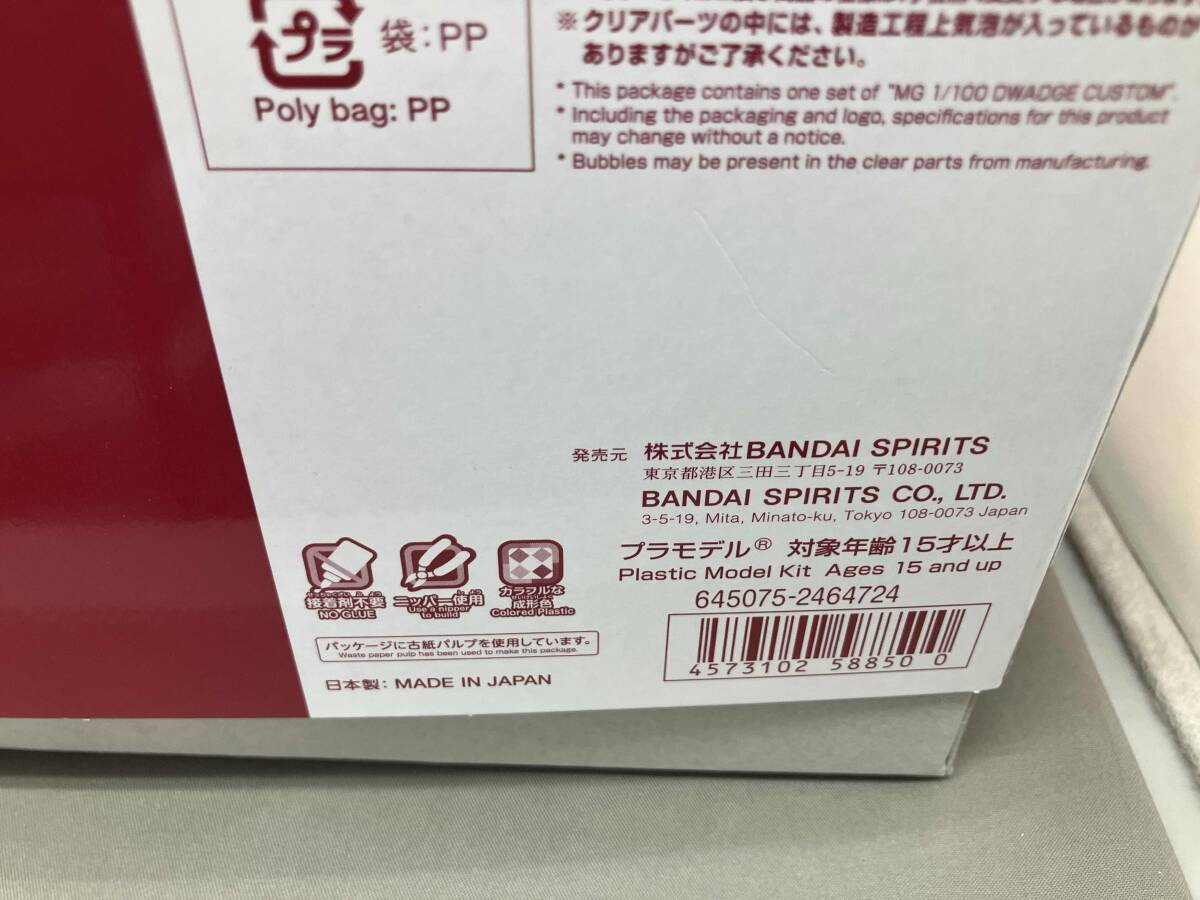 プラ
袋:PP
Poly bag: PP
※クリアパーツの中には、製造工程上気泡が入っているものが
ありますがご了承ください。
* This package contains one set of "MG 1/100 DWADGE CUSTOM".
* Including the packaging and logo, specifications for this product
may change without a notice.
* Bubbles may be present in the clear parts from manufacturing.
発売元 株式会社BANDAI SPIRITS
東京都港区三田三丁目5-19 〒108-0073
BANDAI SPIRITS CO., LTD.
3-5-19, Mita, Minato-ku, Tokyo 108-0073 Japan
プラモデル® 対象年齢15才以上
Plastic Model Kit Ages 15 and up
645075-2464724
4573102 58850 0
接着剤不要
NO GLUE
ニッパー使用
Use a nipper
to build
カラフルな
成形色
Colored Plastic
パッケージに古紙パルプを使用しています。
Waste paper pulp has been used to make this package.
日本製: MADE IN JAPAN